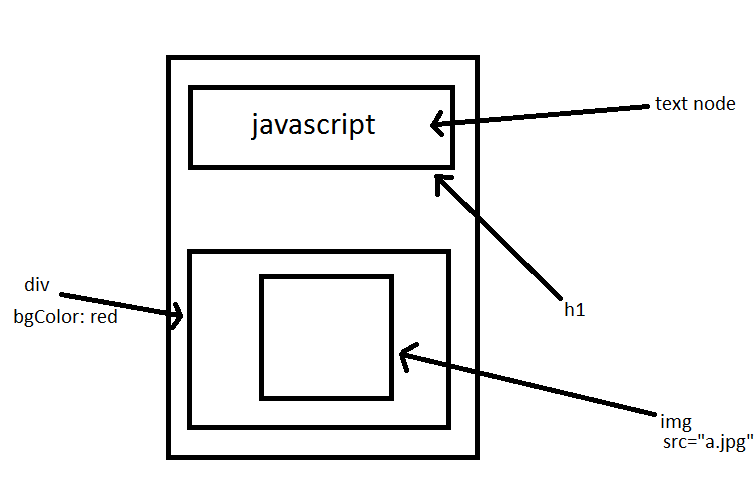 text node
javascript
div
bgColor: red
h1
img
src="a.jpg"